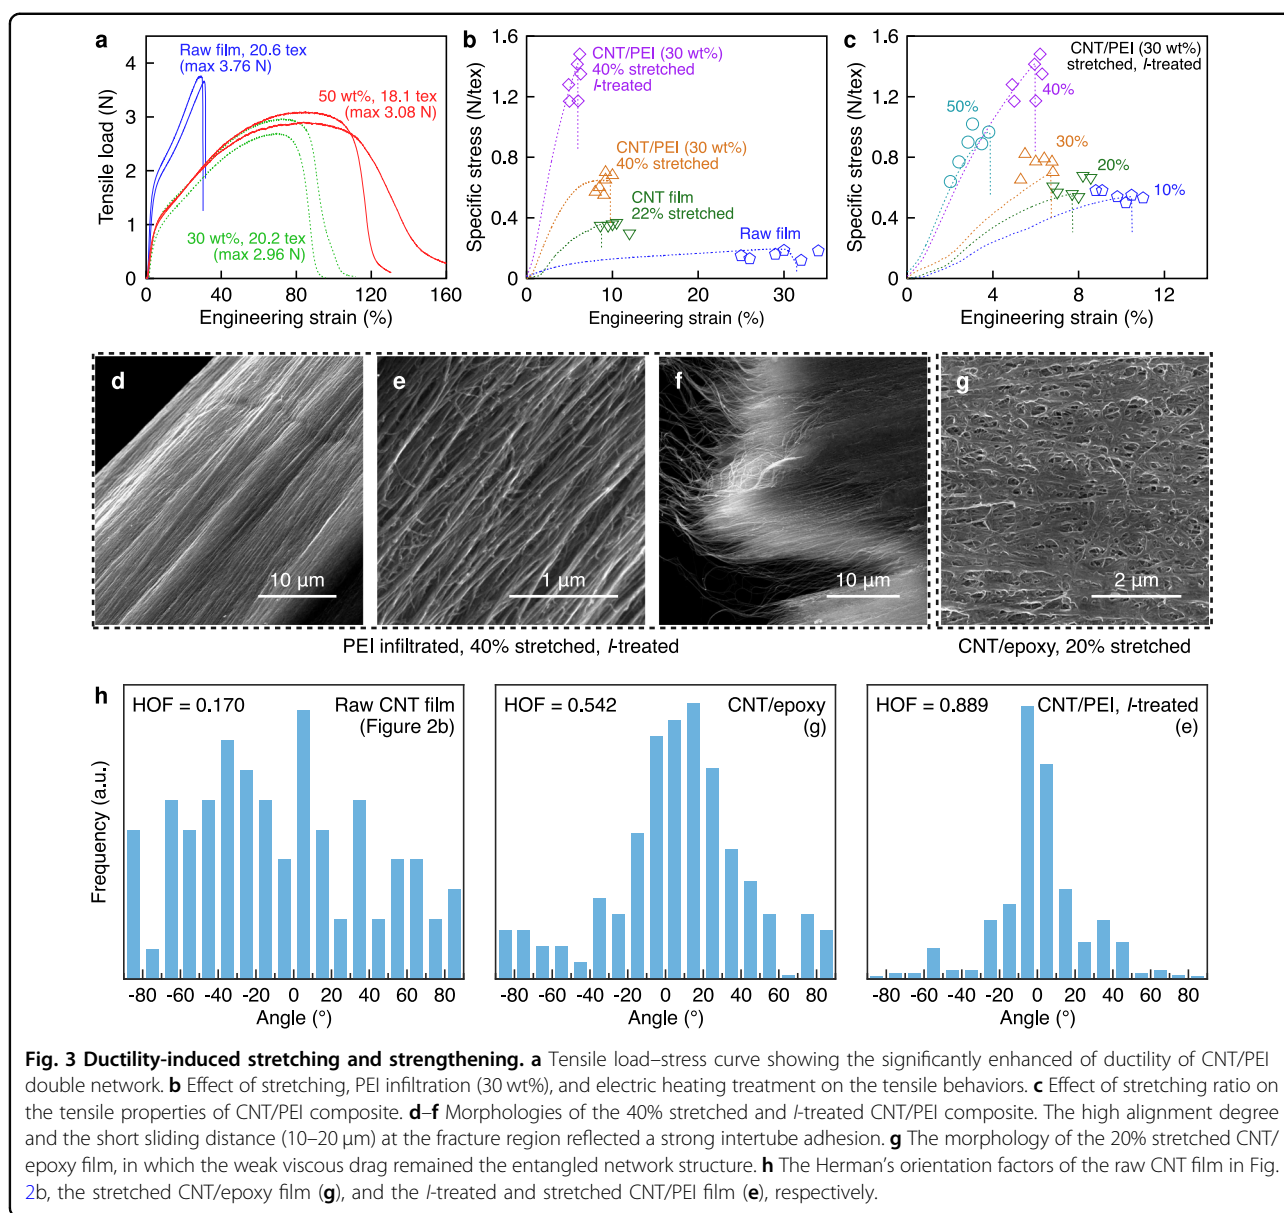 a
Raw film, 20.6 tex
(max 3.76 N)
50 wt%, 18.1 tex
(max 3.08 N)
30 wt%, 20.2 tex
(max 2.96 N)
Tensile load (N)
0
1
2
3
4
0
40
80
120
160
Engineering strain (%)
b
CNT/PEI (30 wt%)
40% stretched
I-treated
CNT/PEI (30 wt%)
40% stretched
CNT film
22% stretched
Raw film
Specific stress (N/tex)
0
0.4
0.8
1.2
1.6
0
10
20
30
Engineering strain (%)
c
CNT/PEI (30 wt%)
stretched, I-treated
50%
40%
30%
20%
10%
Specific stress (N/tex)
0
0.4
0.8
1.2
1.6
0
4
8
12
Engineering strain (%)
d
10 μm
e
1 μm
f
10 μm
g
2 μm
PEI infiltrated, 40% stretched, I-treated
CNT/epoxy, 20% stretched
h
HOF = 0.170
Raw CNT film
(Figure 2b)
HOF = 0.542
CNT/epoxy
(g)
HOF = 0.889
CNT/PEI, I-treated
(e)
Frequency (a.u.)
-80 -60 -40 -20 0 20 40 60 80
Angle (°)
-80 -60 -40 -20 0 20 40 60 80
Angle (°)
-80 -60 -40 -20 0 20 40 60 80
Angle (°)
Fig. 3 Ductility-induced stretching and strengthening. a Tensile load–stress curve showing the significantly enhanced of ductility of CNT/PEI
double network. b Effect of stretching, PEI infiltration (30 wt%), and electric heating treatment on the tensile behaviors. c Effect of stretching ratio on
the tensile properties of CNT/PEI composite. d–f Morphologies of the 40% stretched and I-treated CNT/PEI composite. The high alignment degree
and the short sliding distance (10–20 μm) at the fracture region reflected a strong intertube adhesion. g The morphology of the 20% stretched CNT/
epoxy film, in which the weak viscous drag remained the entangled network structure. h The Herman's orientation factors of the raw CNT film in Fig.
2b, the stretched CNT/epoxy film (g), and the I-treated and stretched CNT/PEI film (e), respectively.